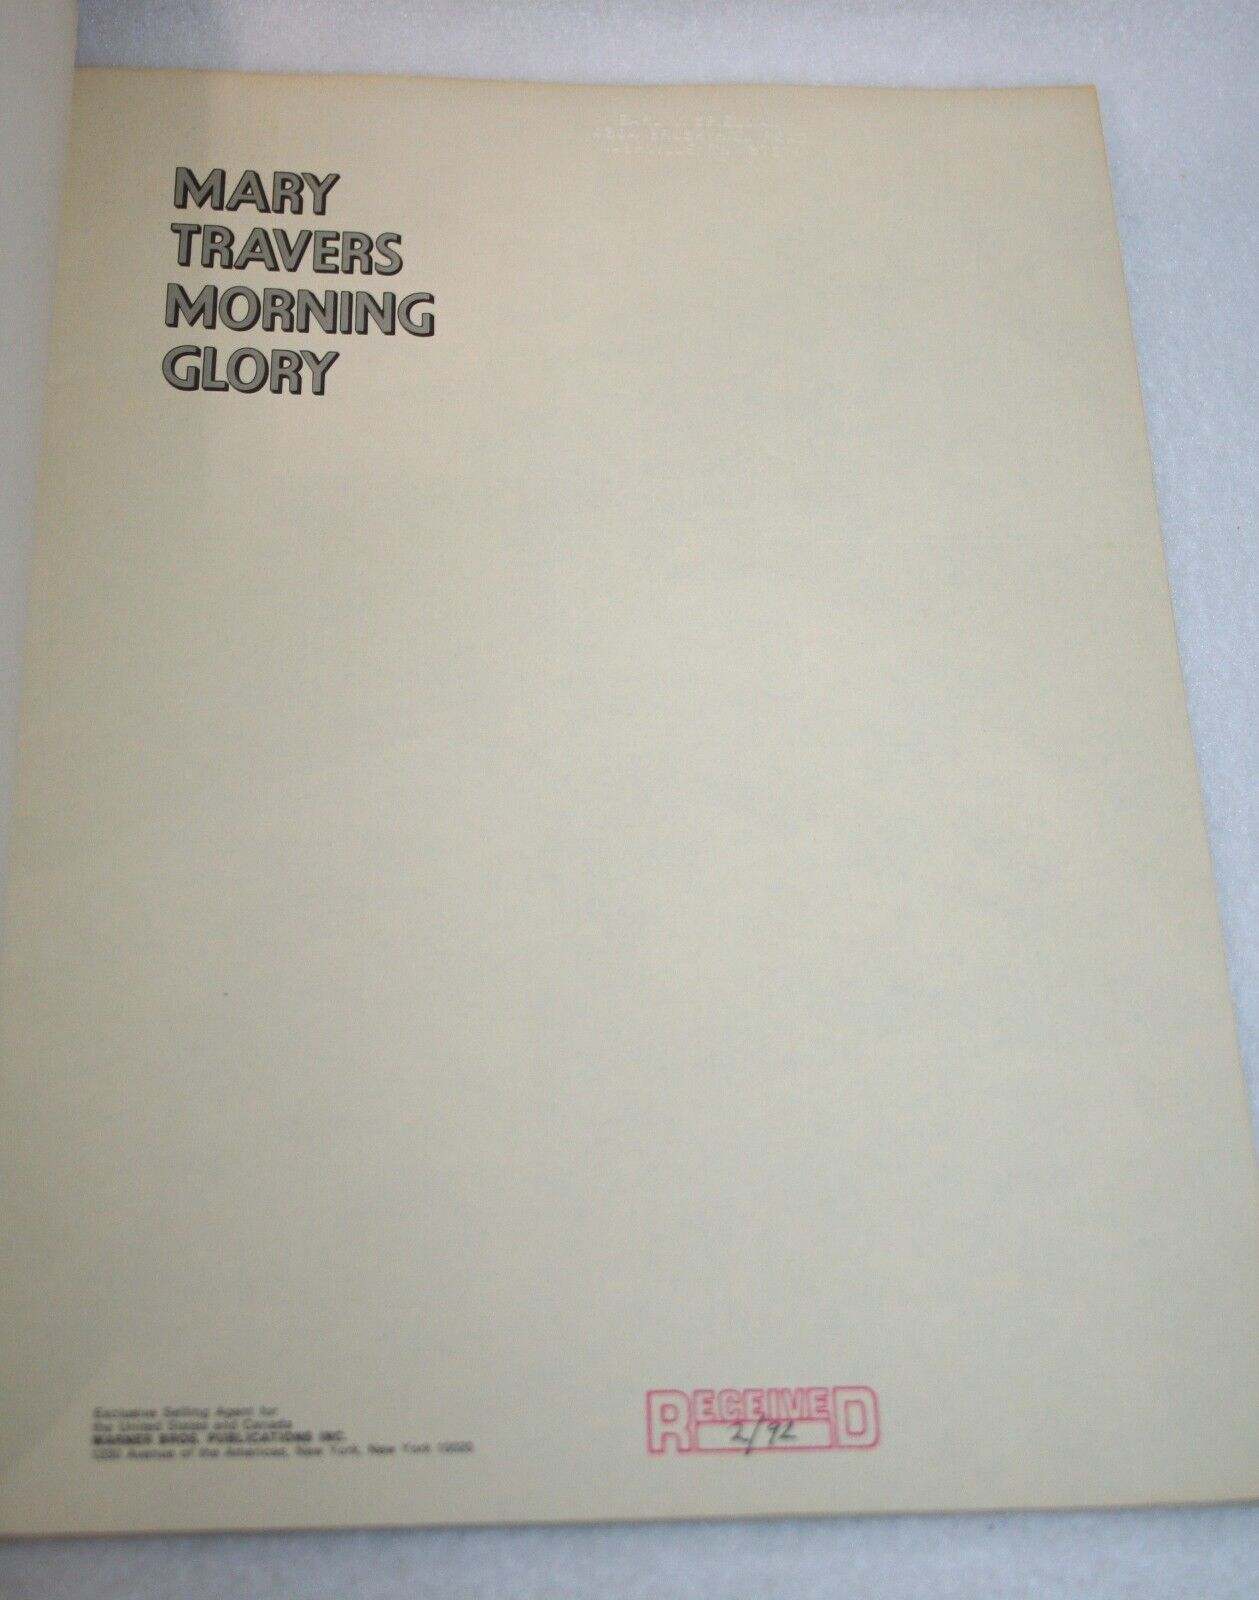 MARY
TRAVERS
MORNING
GLORY
Exclusive Selling Agent for
the United States and Canada
WARNER BROS. PUBLICATIONS INC.
Avenue of the Americas, New York, New York 10020
RECEIVED
2/92